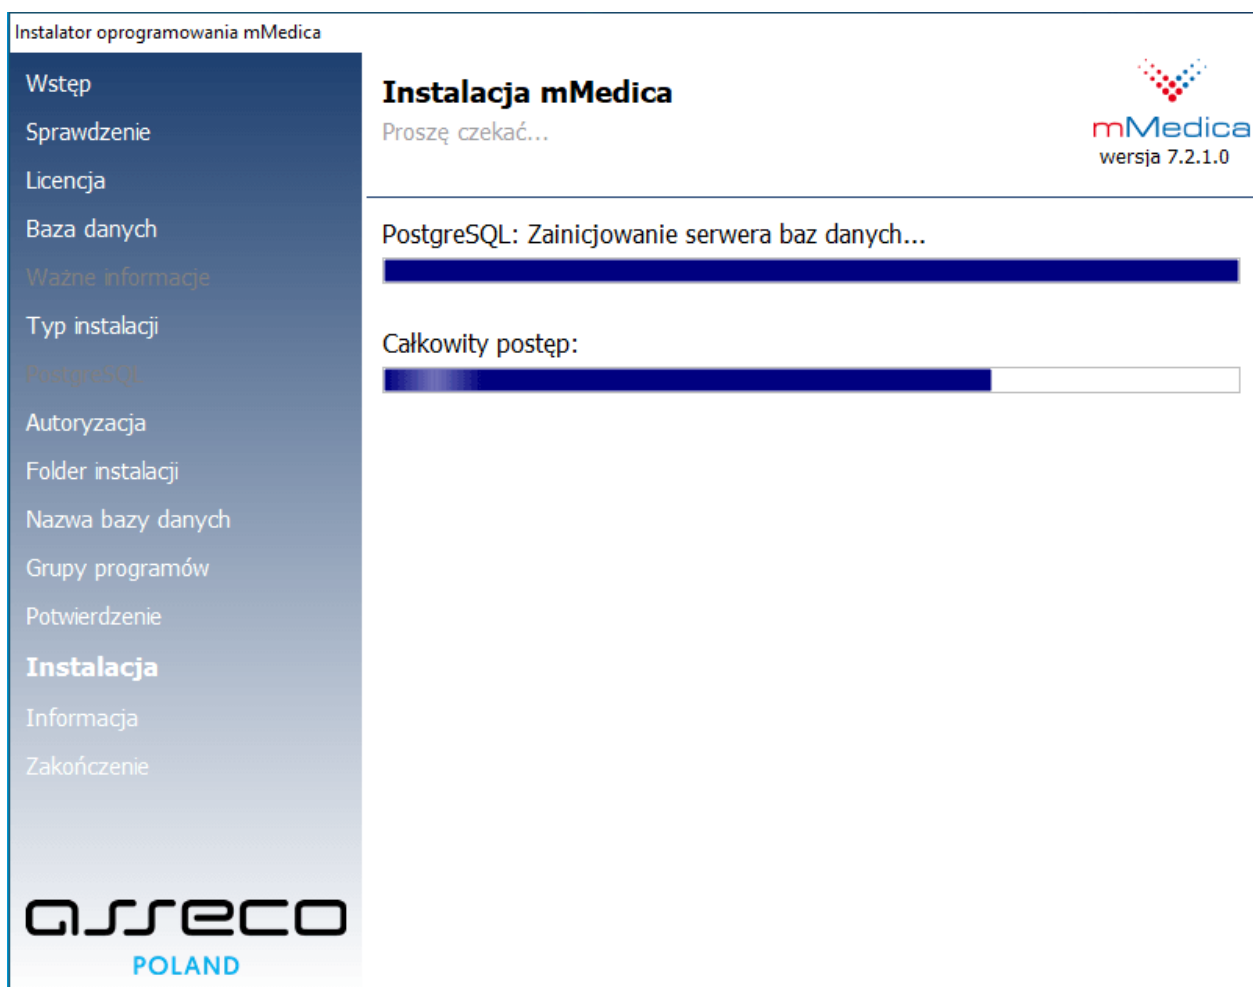 Instalator oprogramowania mMedica
Wstęp
Sprawdzenie
Licencja
Baza danych
Ważne informacje
Typ instalacji
PostgreSQL
Autoryzacja
Folder instalacji
Nazwa bazy danych
Grupy programów
Potwierdzenie
Instalacja
Informacja
Zakończenie
asseco
POLAND
Instalacja mMedica
Proszę czekać...
mMedica
wersja 7.2.1.0
PostgreSQL: Zainicjowanie serwera baz danych...
Całkowity postęp: